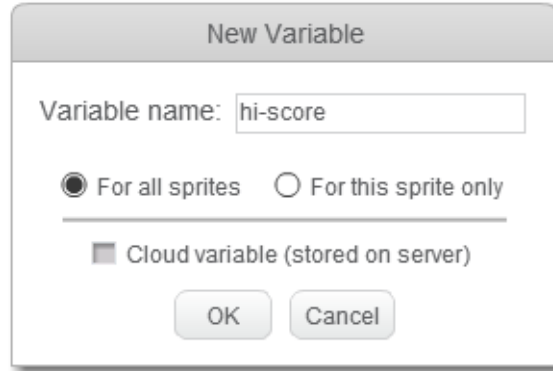 New Variable
Variable name: hi-score
For all sprites For this sprite only
Cloud variable (stored on server)
OK Cancel